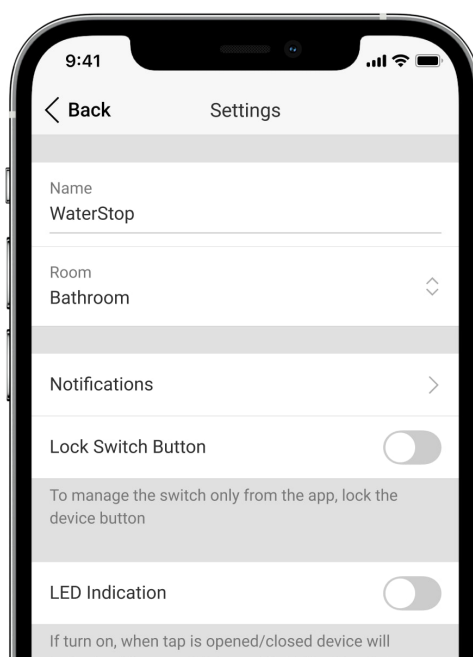 9:41
Back
Settings
Name
WaterStop
Room
Bathroom
Notifications
Lock Switch Button
To manage the switch only from the app, lock the
device button
LED Indication
If turn on, when tap is opened/closed device will